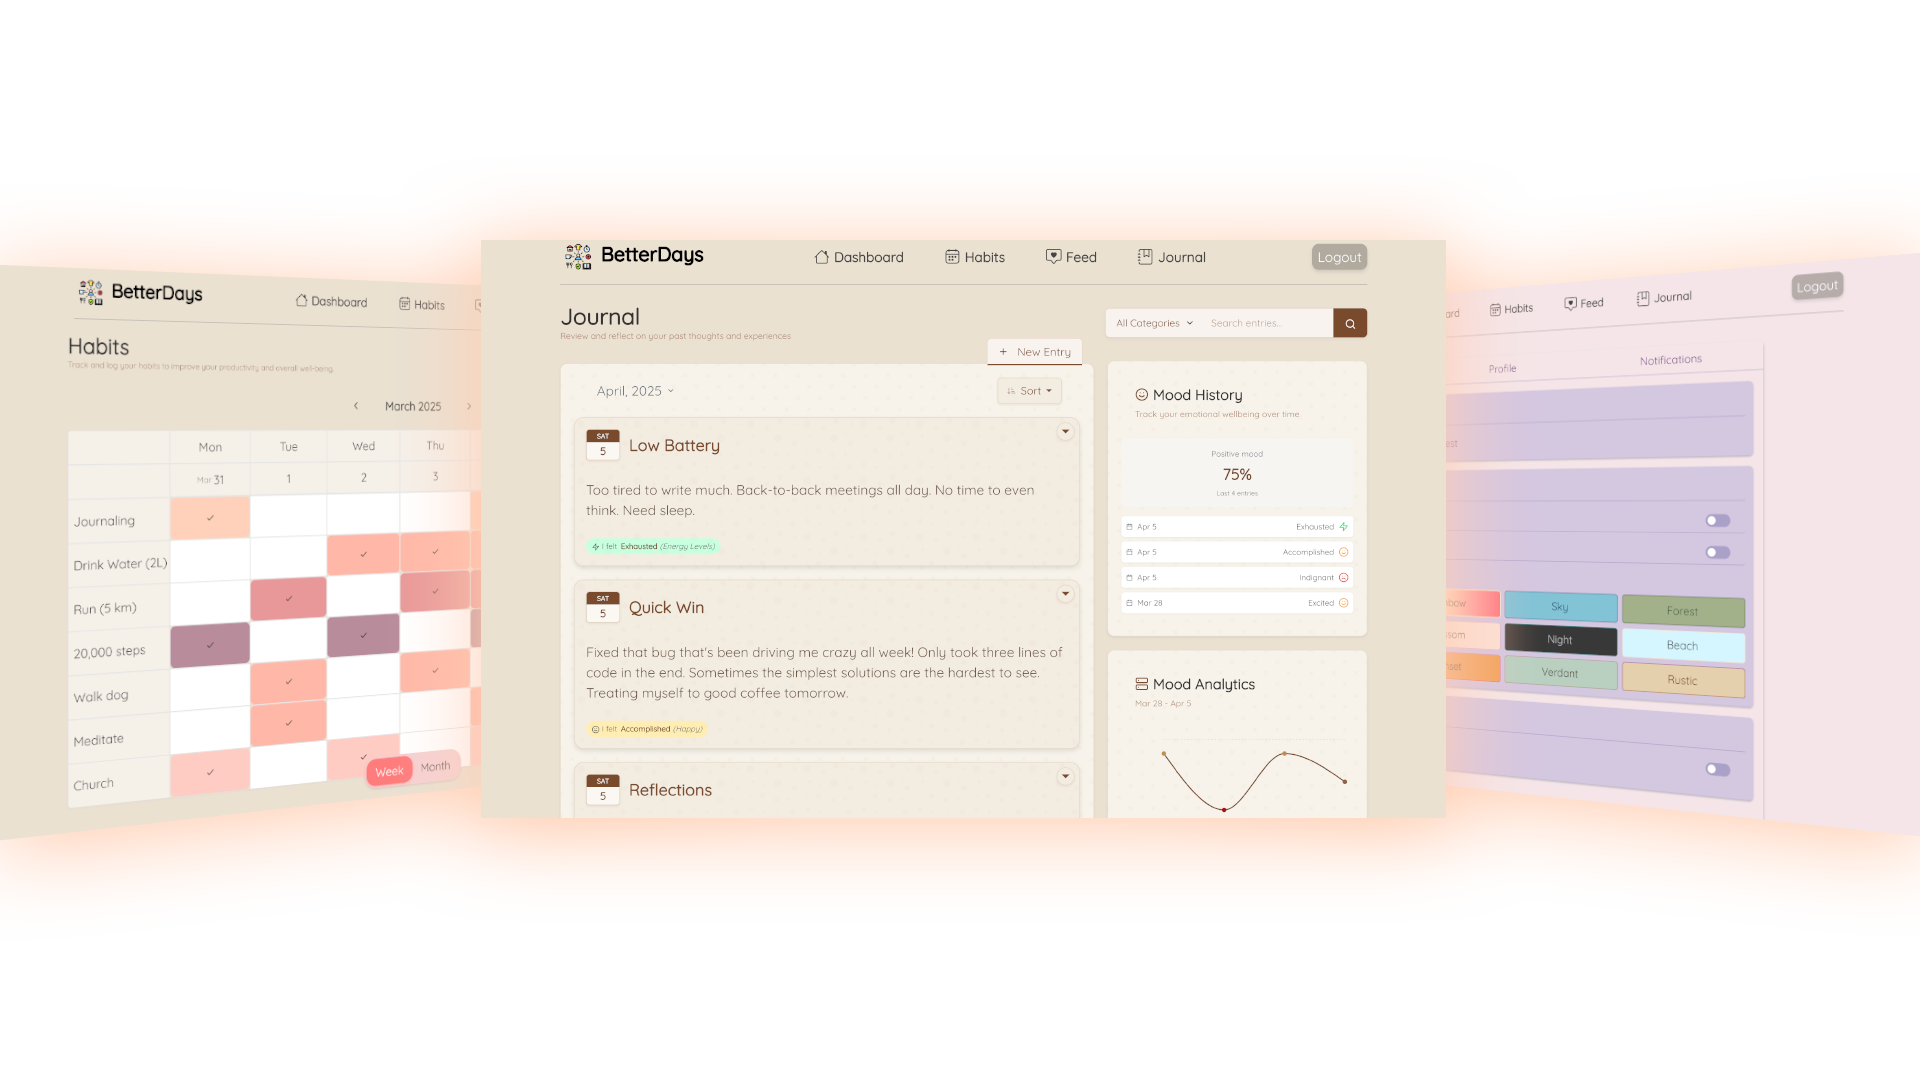 BetterDays
Dashboard
Habits
Habits
Track and log your habits to improve your productivity and overall well-being.
March 2025
Mon Tue Wed Thu
Mar 31 1 2 3
Journaling
Drink Water (2L)
Run (5 km)
20,000 steps
Walk dog
Meditate
Church
Week Month
BetterDays
Dashboard
Habits
Feed
Journal
Logout
Journal
Review and reflect on your past thoughts and experiences
All Categories
Search entries...
+ New Entry
April, 2025
Sort
SAT
5
Low Battery
Too tired to write much. Back-to-back meetings all day. No time to even
think. Need sleep.
I felt Exhausted (Energy Levels)
SAT
5
Quick Win
Fixed that bug that's been driving me crazy all week! Only took three lines of
code in the end. Sometimes the simplest solutions are the hardest to see.
Treating myself to good coffee tomorrow.
I felt Accomplished (Happy)
SAT
5
Reflections
Mood History
Track your emotional wellbeing over time
Positive mood
75%
Last 4 entries
Apr 5 Exhausted
Apr 5 Accomplished
Apr 5 Indignant
Mar 28 Excited
Mood Analytics
Mar 28 - Apr 5
Habits
Feed
Journal
Logout
Profile
Notifications
Sky
Forest
Night
Beach
Verdant
Rustic